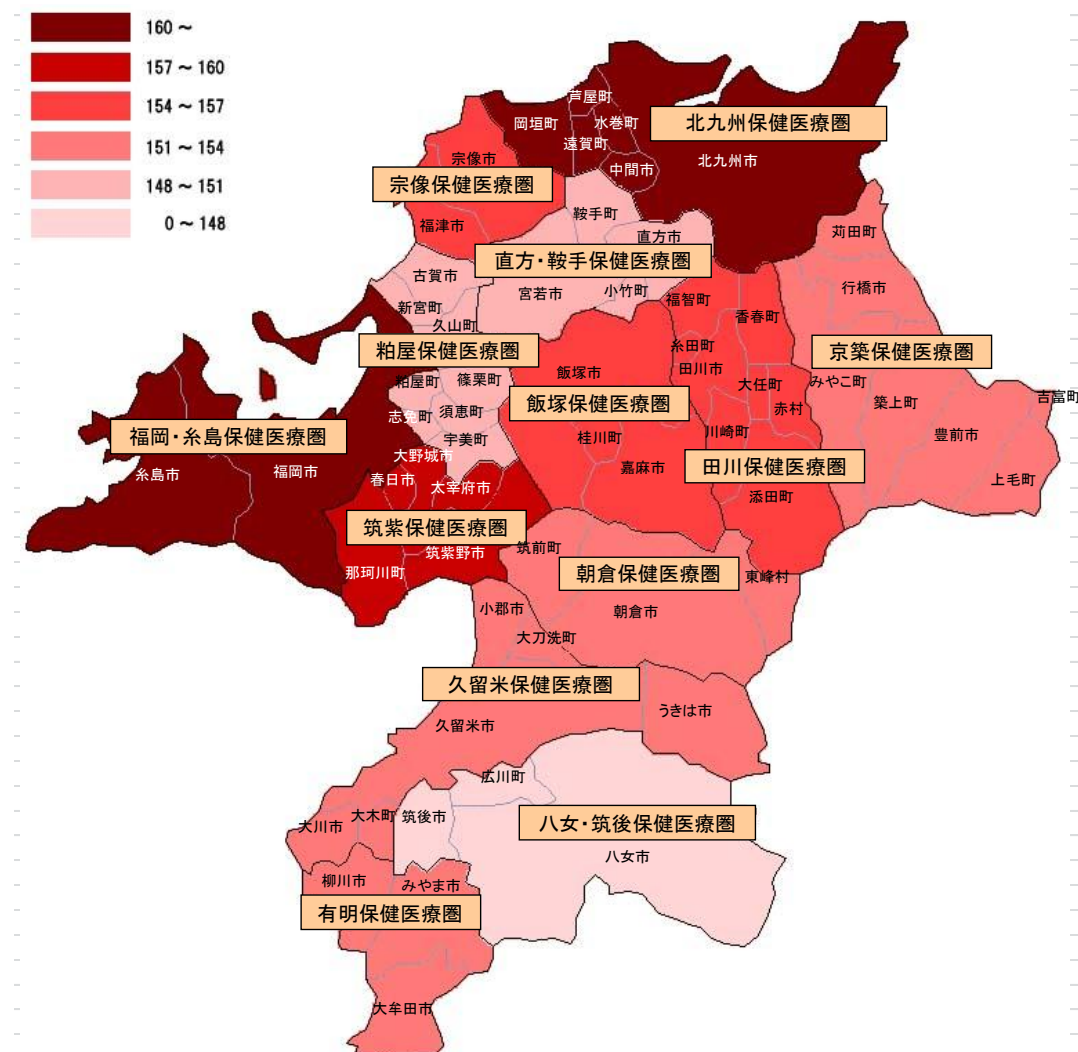 160 ~
157 ~ 160
154 ~ 157
151 ~ 154
148 ~ 151
0 ~ 148
芦屋町
岡垣町
水巻町
遠賀町
北九州保健医療圏
中間市
北九州市
宗像市
宗像保健医療圏
鞍手町
福津市
直方市
苅田町
直方・鞍手保健医療圏
古賀市
行橋市
宮若市
小竹町
福智町
新宮町
香春町
久山町
糸田町
粕屋保健医療圏
京築保健医療圏
田川市
粕屋町
篠栗町
飯塚市
大任町
みやこ町
吉富町
飯塚保健医療圏
赤村
築上町
志免町
須恵町
川崎町
豊前市
福岡・糸島保健医療圏
宇美町
桂川町
大野城市
嘉麻市
田川保健医療圏
糸島市
福岡市
春日市
太宰府市
上毛町
添田町
筑紫保健医療圏
筑前町
筑紫野市
那珂川町
朝倉保健医療圏
東峰村
小郡市
朝倉市
大刀洗町
久留米保健医療圏
うきは市
久留米市
広川町
大木町
筑後市
大川市
八女・筑後保健医療圏
八女市
柳川市
みやま市
有明保健医療圏
大牟田市